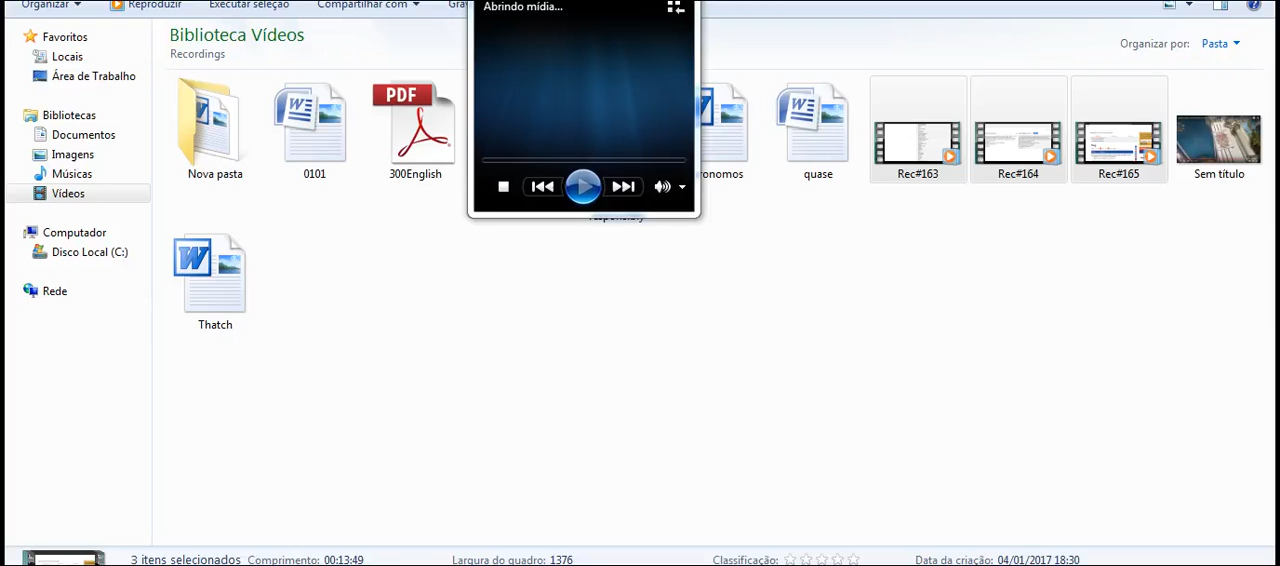 Organizar
Reproduzir
Executar seleção
Compartilhar com
Abrindo mídia...
Biblioteca Vídeos
Recordings
Organizar por: Pasta
Favoritos
Locais
Área de Trabalho
Bibliotecas
Documentos
Imagens
Músicas
Vídeos
Computador
Disco Local (C:)
Rede
Nova pasta
0101
PDF
300English
quase
Rec#163
Rec#164
Rec#165
Sem título
Thatch
3 itens selecionados
Comprimento: 00:13:49
Largura do quadro: 1376
Classificação:
Data da criação: 04/01/2017 18:30